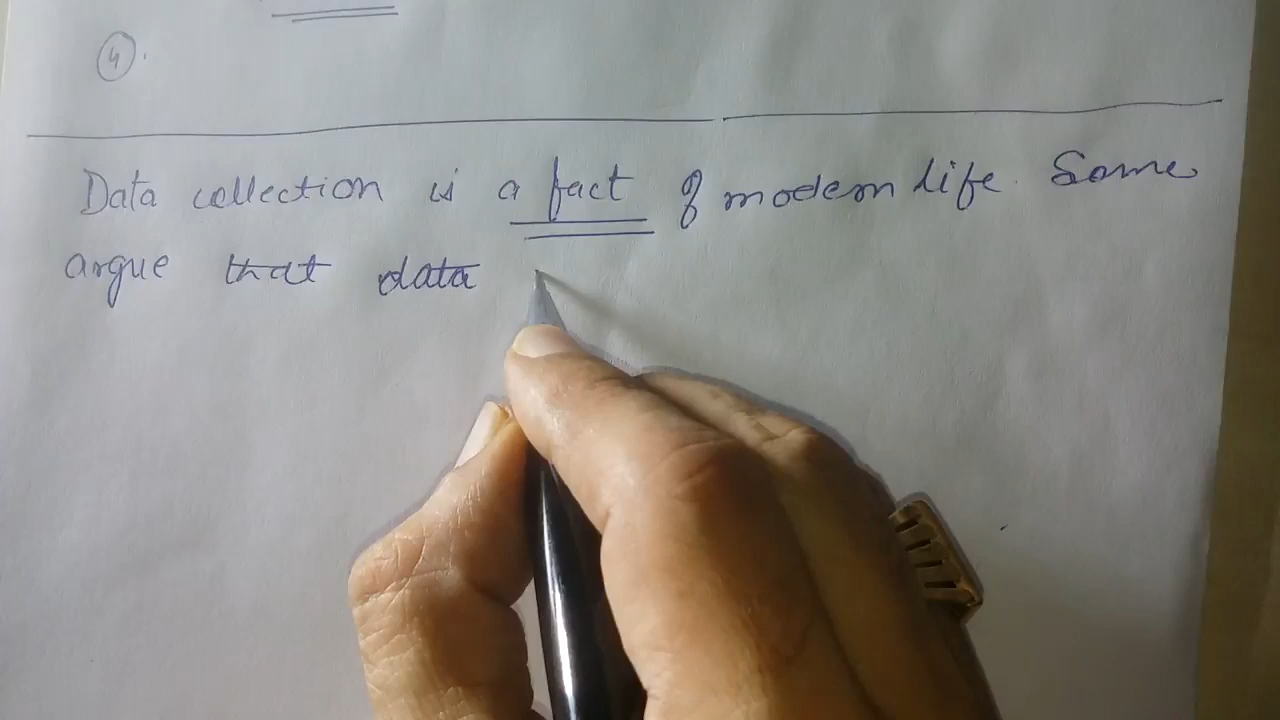 4.
Data collection is a fact of modern life. Some
argue that data